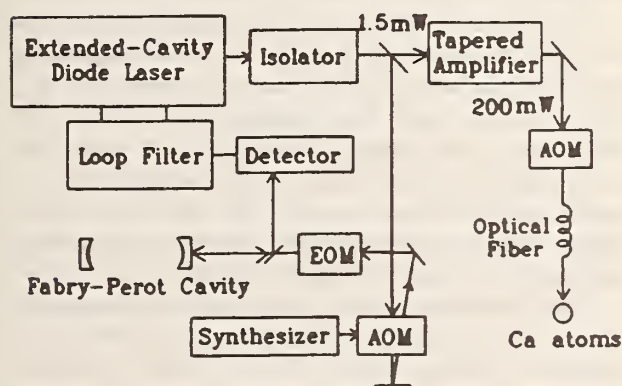 Extended-Cavity
Diode Laser
Isolator
1.5mW
Tapered
Amplifier
200mW
Loop Filter
Detector
AOM
Optical
Fiber
EOM
Fabry-Perot Cavity
Synthesizer
AOM
Ca atoms